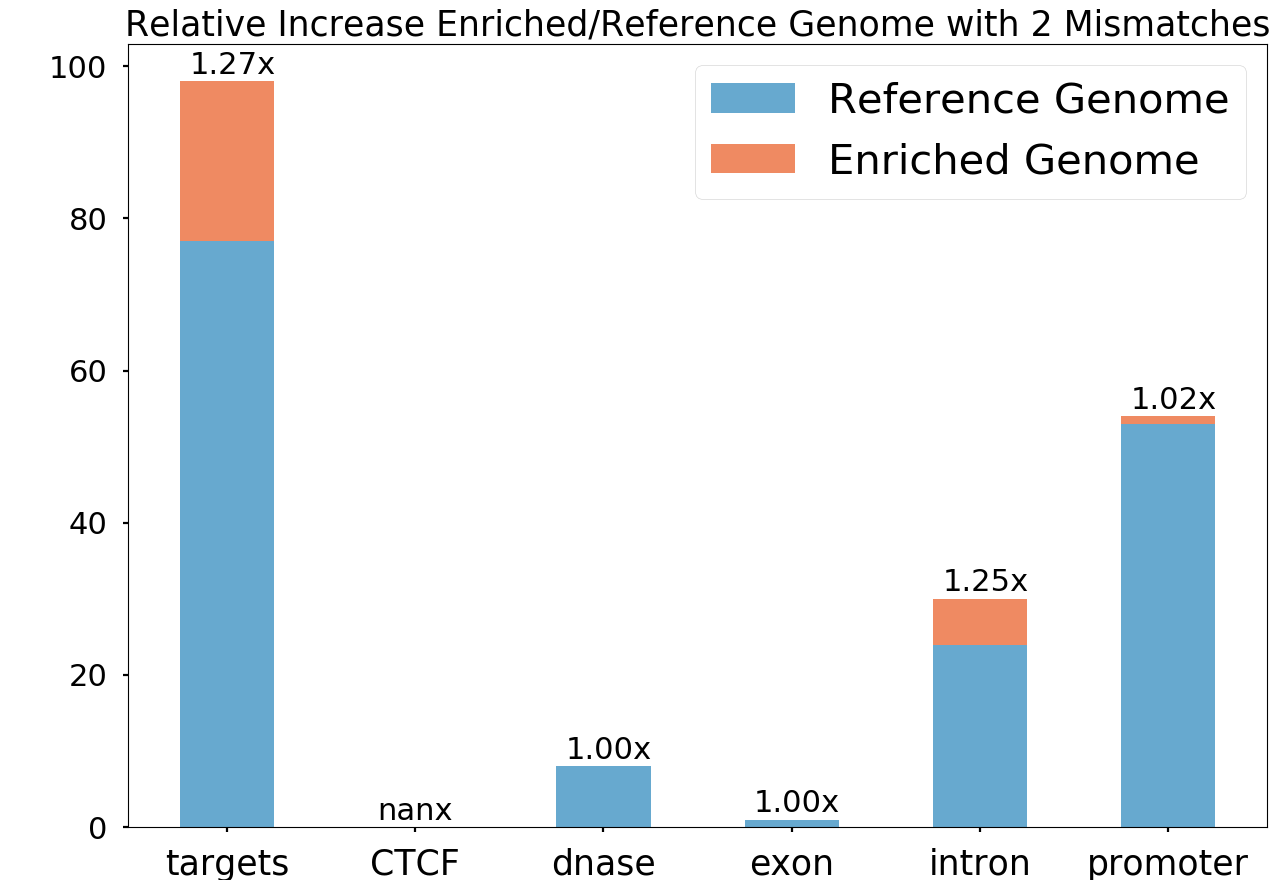 Relative Increase Enriched/Reference Genome with 2 Mismatches
Reference Genome
Enriched Genome
100
80
60
40
20
0
1.27x
nanx
1.00x
1.00x
1.25x
1.02x
targets
CTCF
dnase
exon
intron
promoter